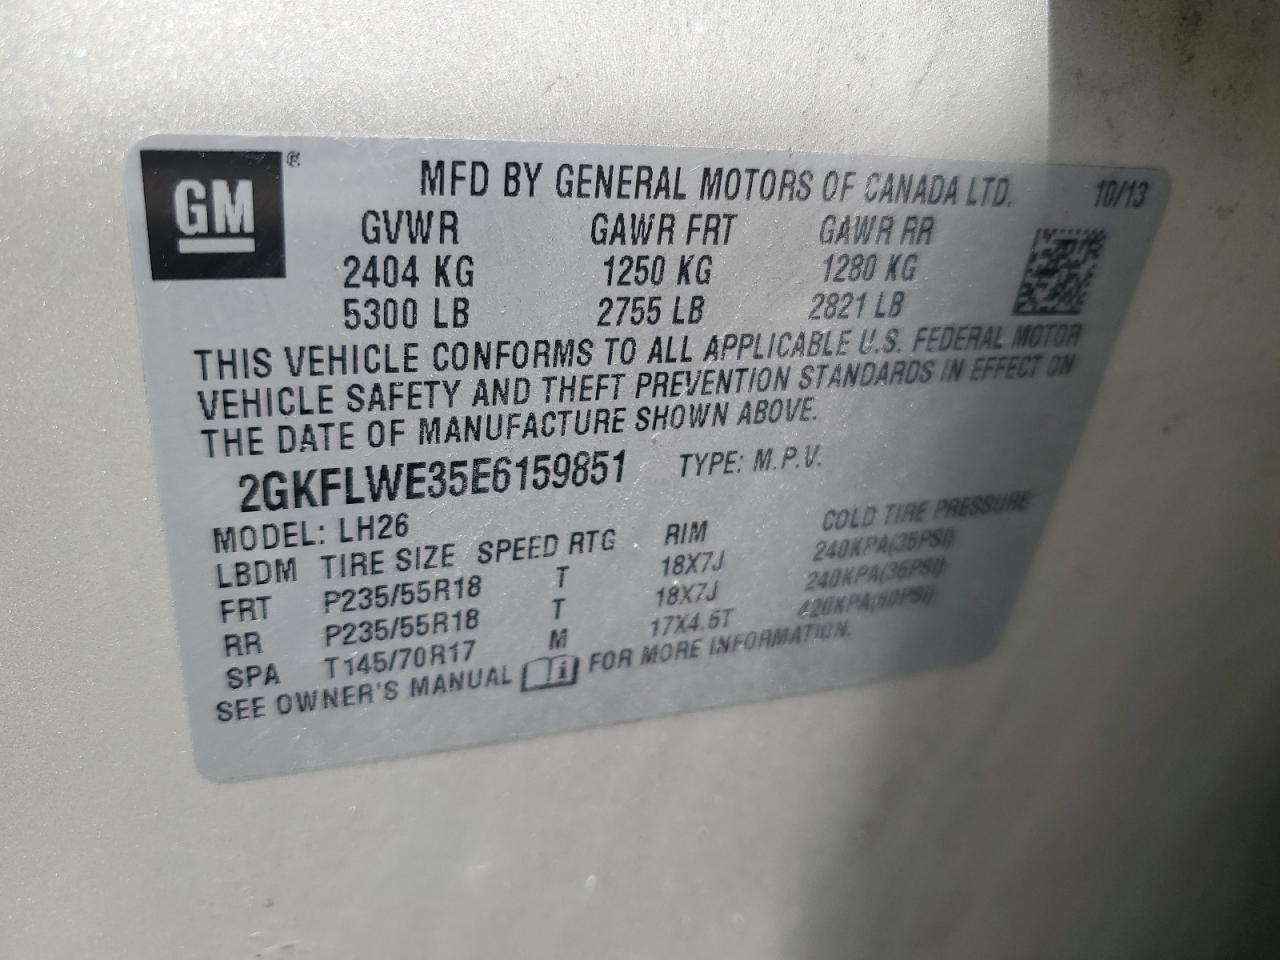 GM ®
MFD BY GENERAL MOTORS OF CANADA LTD. 10/13
GVWR GAWR FRT GAWR RR
2404 KG 1250 KG 1280 KG
5300 LB 2755 LB 2821 LB
THIS VEHICLE CONFORMS TO ALL APPLICABLE U.S. FEDERAL MOTOR
VEHICLE SAFETY AND THEFT PREVENTION STANDARDS IN EFFECT ON
THE DATE OF MANUFACTURE SHOWN ABOVE.
2GKFLWE35E6159851 TYPE: M.P.V.
MODEL: LH26
LBDM TIRE SIZE SPEED RTG RIM COLD TIRE PRESSURE
FRT P235/55R18 T 18X7J 240KPA(35PSI)
RR P235/55R18 T 18X7J 240KPA(35PSI)
SPA T145/70R17 M 17X4.5T 420KPA(60PSI)
SEE OWNER'S MANUAL i FOR MORE INFORMATION.